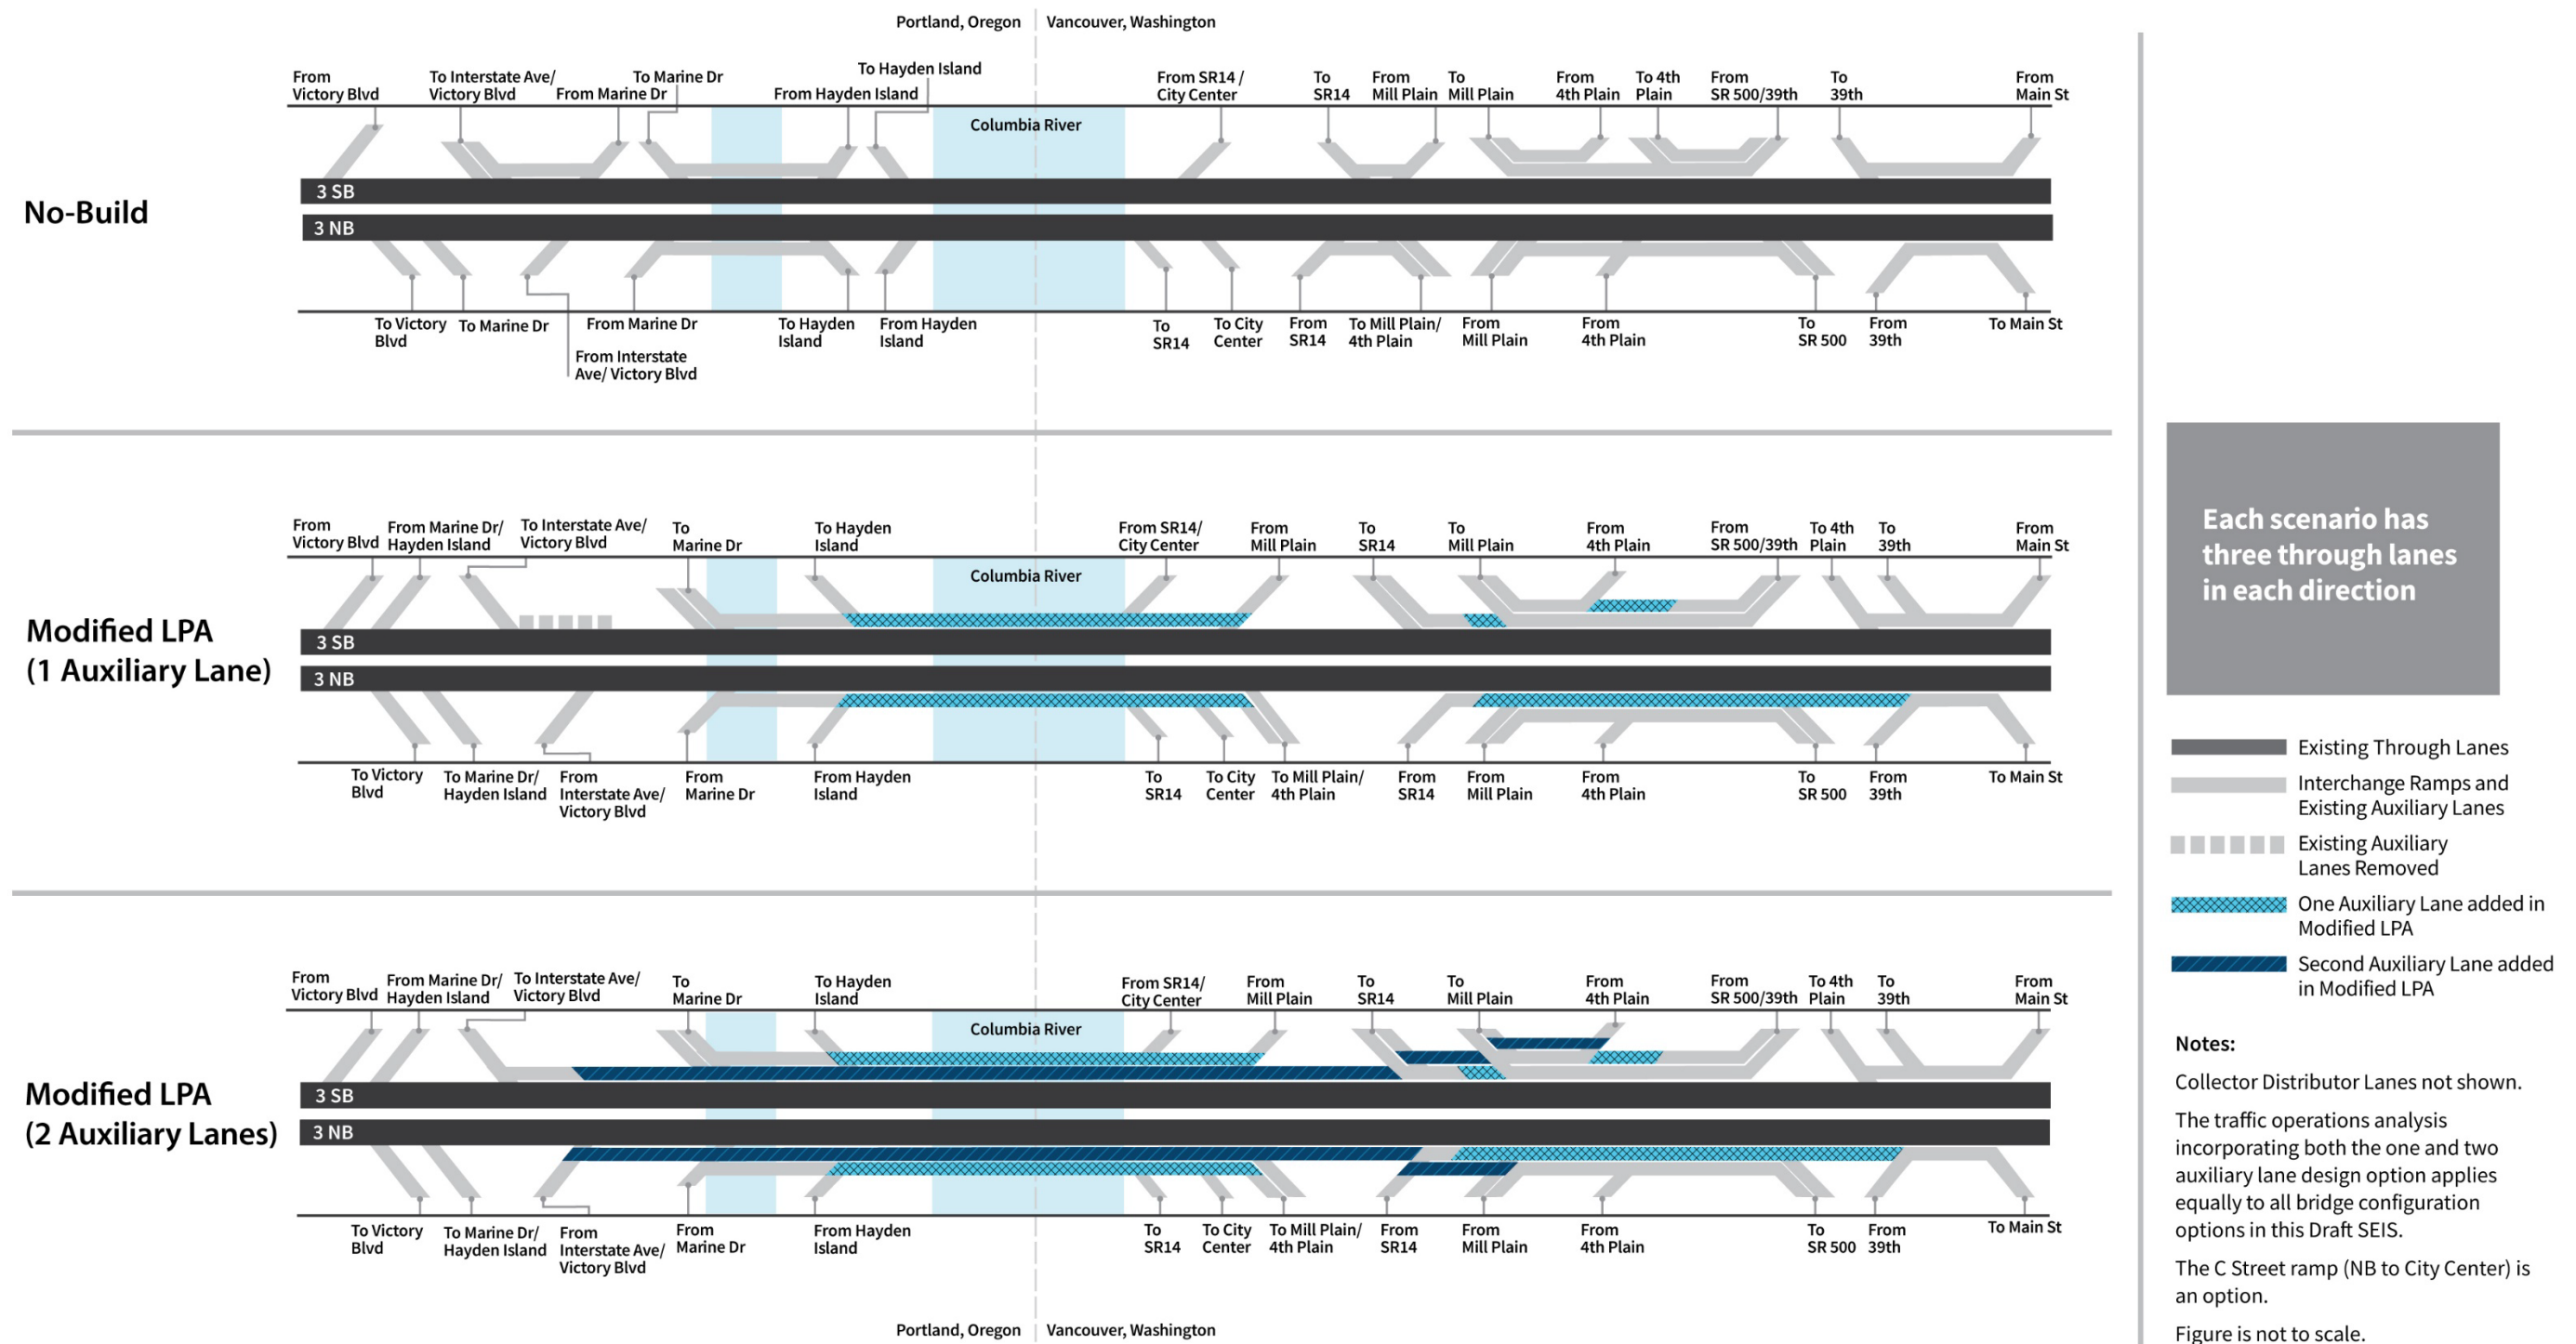 Portland, Oregon
Vancouver, Washington
No-Build
From
Victory Blvd
To Interstate Ave/
Victory Blvd
From Marine Dr
To Marine Dr
From Hayden Island
To Hayden Island
Columbia River
From SR14 /
City Center
To
SR14
From
Mill Plain
To
Mill Plain
From
4th Plain
To 4th
Plain
From
SR 500/39th
To
39th
From
Main St
3 SB
3 NB
To Victory
Blvd
To Marine Dr
From Interstate
Ave/ Victory Blvd
From Marine Dr
To Hayden
Island
From Hayden
Island
To
SR14
To City
Center
From
SR14
To Mill Plain/
4th Plain
From
Mill Plain
From
4th Plain
To
SR 500
From
39th
To Main St
Modified LPA
(1 Auxiliary Lane)
From
Victory Blvd
From Marine Dr/
Hayden Island
To Interstate Ave/
Victory Blvd
To
Marine Dr
To Hayden
Island
Columbia River
From SR14/
City Center
From
Mill Plain
To
SR14
To
Mill Plain
From
4th Plain
From
SR 500/39th
To 4th
Plain
To
39th
From
Main St
3 SB
3 NB
To Victory
Blvd
To Marine Dr/
Hayden Island
From
Interstate Ave/
Victory Blvd
From
Marine Dr
From Hayden
Island
To
SR14
To City
Center
To Mill Plain/
4th Plain
From
SR14
From
Mill Plain
From
4th Plain
To
SR 500
From
39th
To Main St
Modified LPA
(2 Auxiliary Lanes)
From
Victory Blvd
From Marine Dr/
Hayden Island
To Interstate Ave/
Victory Blvd
To
Marine Dr
To Hayden
Island
Columbia River
From SR14/
City Center
From
Mill Plain
To
SR14
To
Mill Plain
From
4th Plain
From
SR 500/39th
To 4th
Plain
To
39th
From
Main St
3 SB
3 NB
To Victory
Blvd
To Marine Dr/
Hayden Island
From
Interstate Ave/
Victory Blvd
From
Marine Dr
From Hayden
Island
To
SR14
To City
Center
To Mill Plain/
4th Plain
From
SR14
From
Mill Plain
From
4th Plain
To
SR 500
From
39th
To Main St
Portland, Oregon
Vancouver, Washington
Each scenario has
three through lanes
in each direction
Existing Through Lanes
Interchange Ramps and
Existing Auxiliary Lanes
Existing Auxiliary
Lanes Removed
One Auxiliary Lane added in
Modified LPA
Second Auxiliary Lane added
in Modified LPA
Notes:
Collector Distributor Lanes not shown.
The traffic operations analysis
incorporating both the one and two
auxiliary lane design option applies
equally to all bridge configuration
options in this Draft SEIS.
The C Street ramp (NB to City Center) is
an option.
Figure is not to scale.